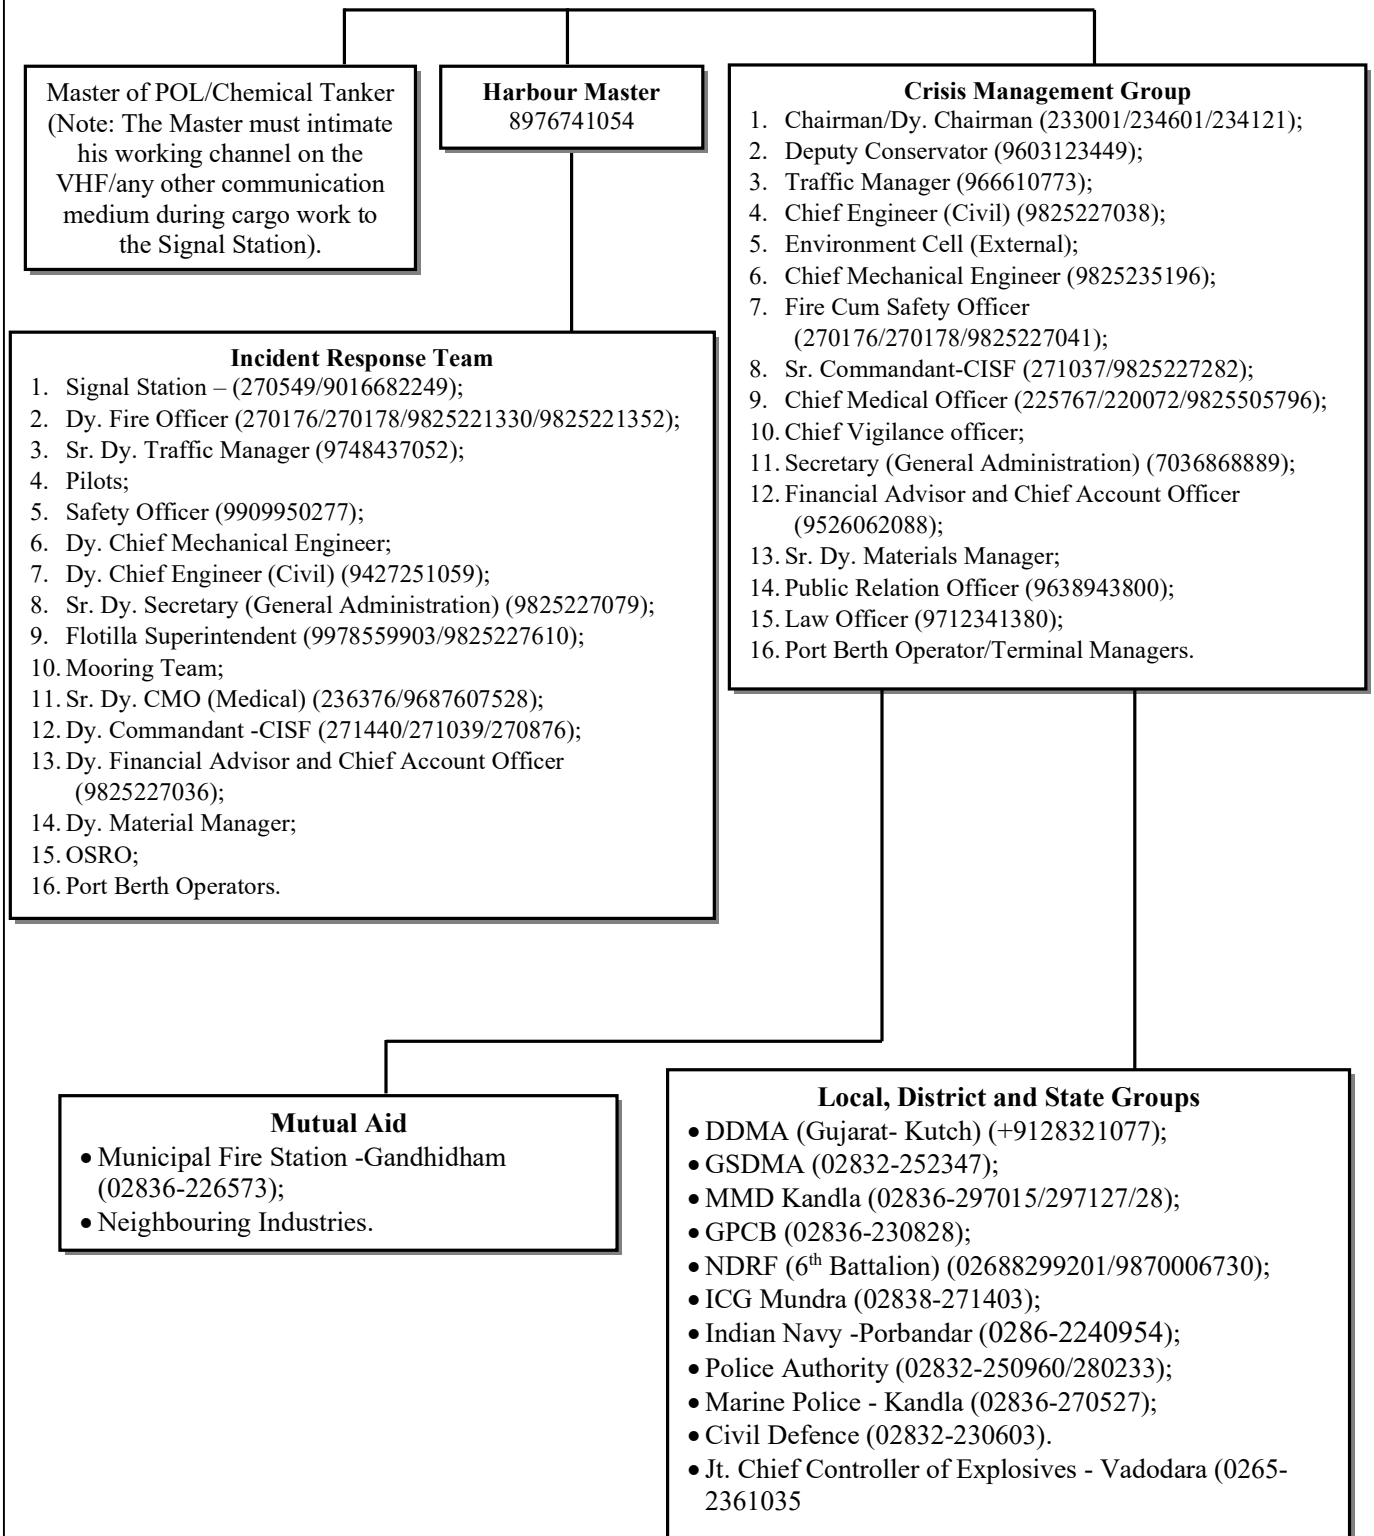 Master of POL/Chemical Tanker
(Note: The Master must intimate
his working channel on the
VHF/any other communication
medium during cargo work to
the Signal Station).
Harbour Master
8976741054
Crisis Management Group
1. Chairman/Dy. Chairman (233001/234601/234121);
2. Deputy Conservator (9603123449);
3. Traffic Manager (966610773);
4. Chief Engineer (Civil) (9825227038);
5. Environment Cell (External);
6. Chief Mechanical Engineer (9825235196);
7. Fire Cum Safety Officer
(270176/270178/9825227041);
8. Sr. Commandant-CISF (271037/9825227282);
9. Chief Medical Officer (225767/220072/9825505796);
10. Chief Vigilance officer;
11. Secretary (General Administration) (7036868889);
12. Financial Advisor and Chief Account Officer
(9526062088);
13. Sr. Dy. Materials Manager;
14. Public Relation Officer (9638943800);
15. Law Officer (9712341380);
16. Port Berth Operator/Terminal Managers.
Incident Response Team
1. Signal Station – (270549/9016682249);
2. Dy. Fire Officer (270176/270178/9825221330/9825221352);
3. Sr. Dy. Traffic Manager (9748437052);
4. Pilots;
5. Safety Officer (9909950277);
6. Dy. Chief Mechanical Engineer;
7. Dy. Chief Engineer (Civil) (9427251059);
8. Sr. Dy. Secretary (General Administration) (9825227079);
9. Flotilla Superintendent (9978559903/9825227610);
10. Mooring Team;
11. Sr. Dy. CMO (Medical) (236376/9687607528);
12. Dy. Commandant -CISF (271440/271039/270876);
13. Dy. Financial Advisor and Chief Account Officer
(9825227036);
14. Dy. Material Manager;
15. OSRO;
16. Port Berth Operators.
Mutual Aid
• Municipal Fire Station -Gandhidham
(02836-226573);
• Neighbouring Industries.
Local, District and State Groups
• DDMA (Gujarat- Kutch) (+9128321077);
• GSDMA (02832-252347);
• MMD Kandla (02836-297015/297127/28);
• GPCB (02836-230828);
• NDRF (6th Battalion) (02688299201/9870006730);
• ICG Mundra (02838-271403);
• Indian Navy -Porbandar (0286-2240954);
• Police Authority (02832-250960/280233);
• Marine Police - Kandla (02836-270527);
• Civil Defence (02832-230603).
• Jt. Chief Controller of Explosives - Vadodara (0265-
2361035